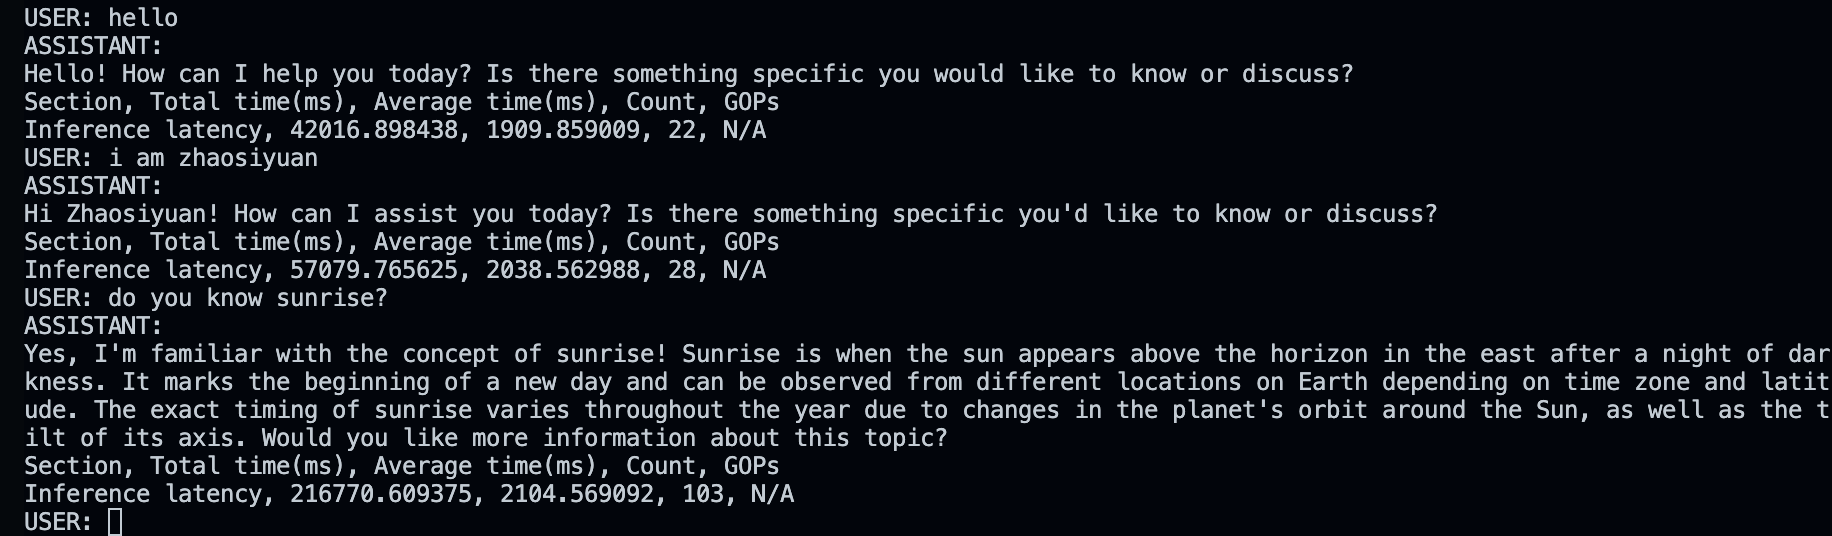 USER: hello
ASSISTANT:
Hello! How can I help you today? Is there something specific you would like to know or discuss?
Section, Total time(ms), Average time(ms), Count, GOPs
Inference latency, 42016.898438, 1909.859009, 22, N/A
USER: i am zhaosiyuan
ASSISTANT:
Hi Zhaosiyuan! How can I assist you today? Is there something specific you'd like to know or discuss?
Section, Total time(ms), Average time(ms), Count, GOPs
Inference latency, 57079.765625, 2038.562988, 28, N/A
USER: do you know sunrise?
ASSISTANT:
Yes, I'm familiar with the concept of sunrise! Sunrise is when the sun appears above the horizon in the east after a night of dar
kness. It marks the beginning of a new day and can be observed from different locations on Earth depending on time zone and latit
ude. The exact timing of sunrise varies throughout the year due to changes in the planet's orbit around the Sun, as well as the t
ilt of its axis. Would you like more information about this topic?
Section, Total time(ms), Average time(ms), Count, GOPs
Inference latency, 216770.609375, 2104.569092, 103, N/A
USER: